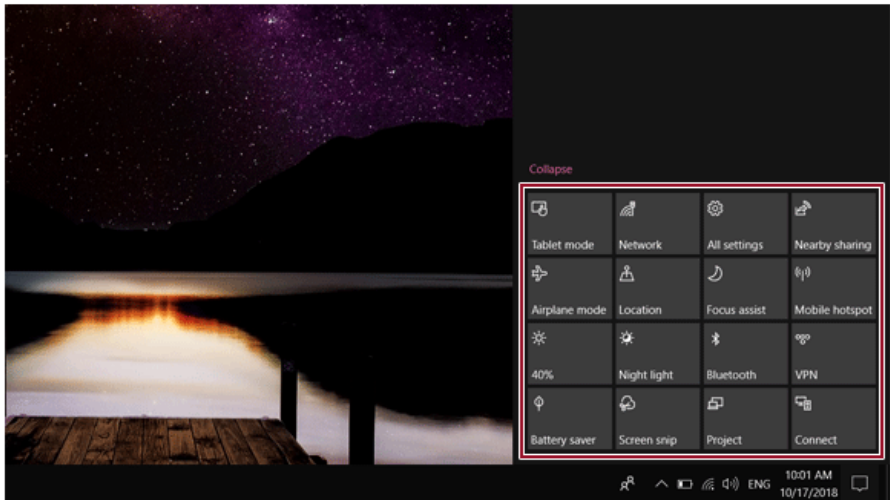 Collapse
Tablet mode Network All settings Nearby sharing
Airplane mode Location Focus assist Mobile hotspot
40% Night light Bluetooth VPN
Battery saver Screen snip Project Connect
ENG 10:01 AM
10/17/2018